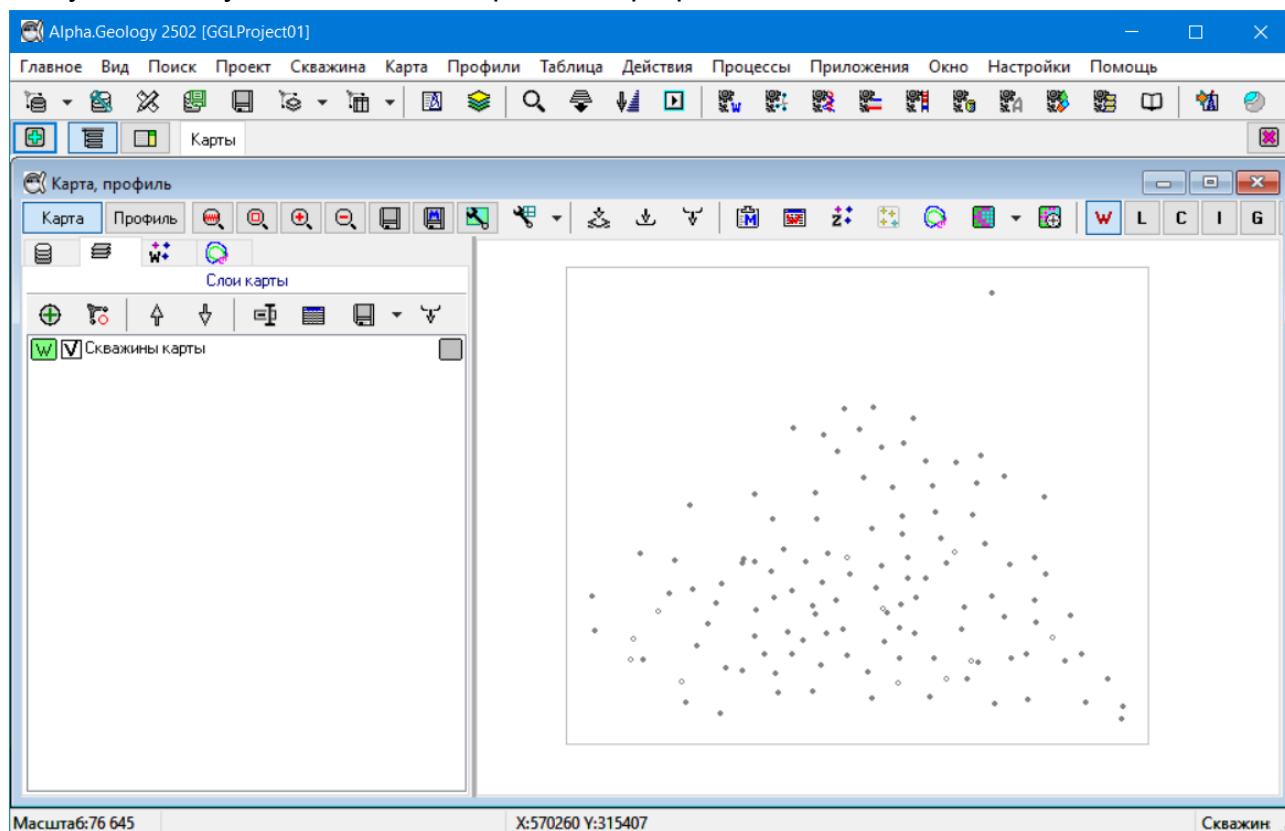 Alpha.Geology 2502 [GGLProject01]
Главное Вид Поиск Проект Скважина Карта Профили Таблица Действия Процессы Приложения Окно Настройки Помощь
Карты
Карта, профиль
Карта Профиль W L C I G
Слои карты
W V Скважины карты
Масштаб:76 645 X:570260 Y:315407 Скважин